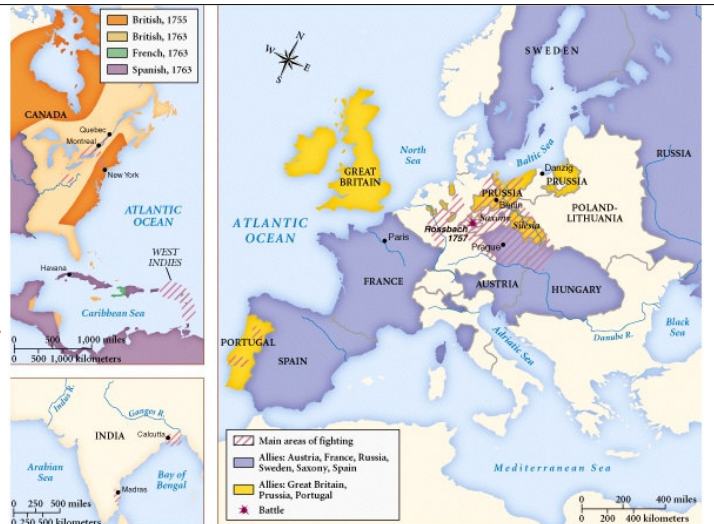 British, 1755
British, 1763
French, 1763
Spanish, 1763
CANADA
Quebec
Montreal
New York
ATLANTIC
OCEAN
WEST
INDIES
Havana
Caribbean Sea
0 500 1,000 miles
0 500 1,000 kilometers
Indus R.
Ganges R.
INDIA
Calcutta
Arabian
Sea
Bay of
Bengal
Madras
0 250 500 miles
0 250 500 kilometers
N
W
E
S
SWEDEN
North
Sea
Baltic Sea
RUSSIA
GREAT
BRITAIN
Danzig
PRUSSIA
PRUSSIA
Berlin
POLAND-
LITHUANIA
Saxony
Silesia
Rossbach
1757
Prague
ATLANTIC
OCEAN
Paris
FRANCE
AUSTRIA
HUNGARY
Black
Sea
Danube R.
Adriatic Sea
PORTUGAL
SPAIN
Mediterranean Sea
Main areas of fighting
Allies: Austria, France, Russia,
Sweden, Saxony, Spain
Allies: Great Britain,
Prussia, Portugal
Battle
0 200 400 miles
0 200 400 kilometers